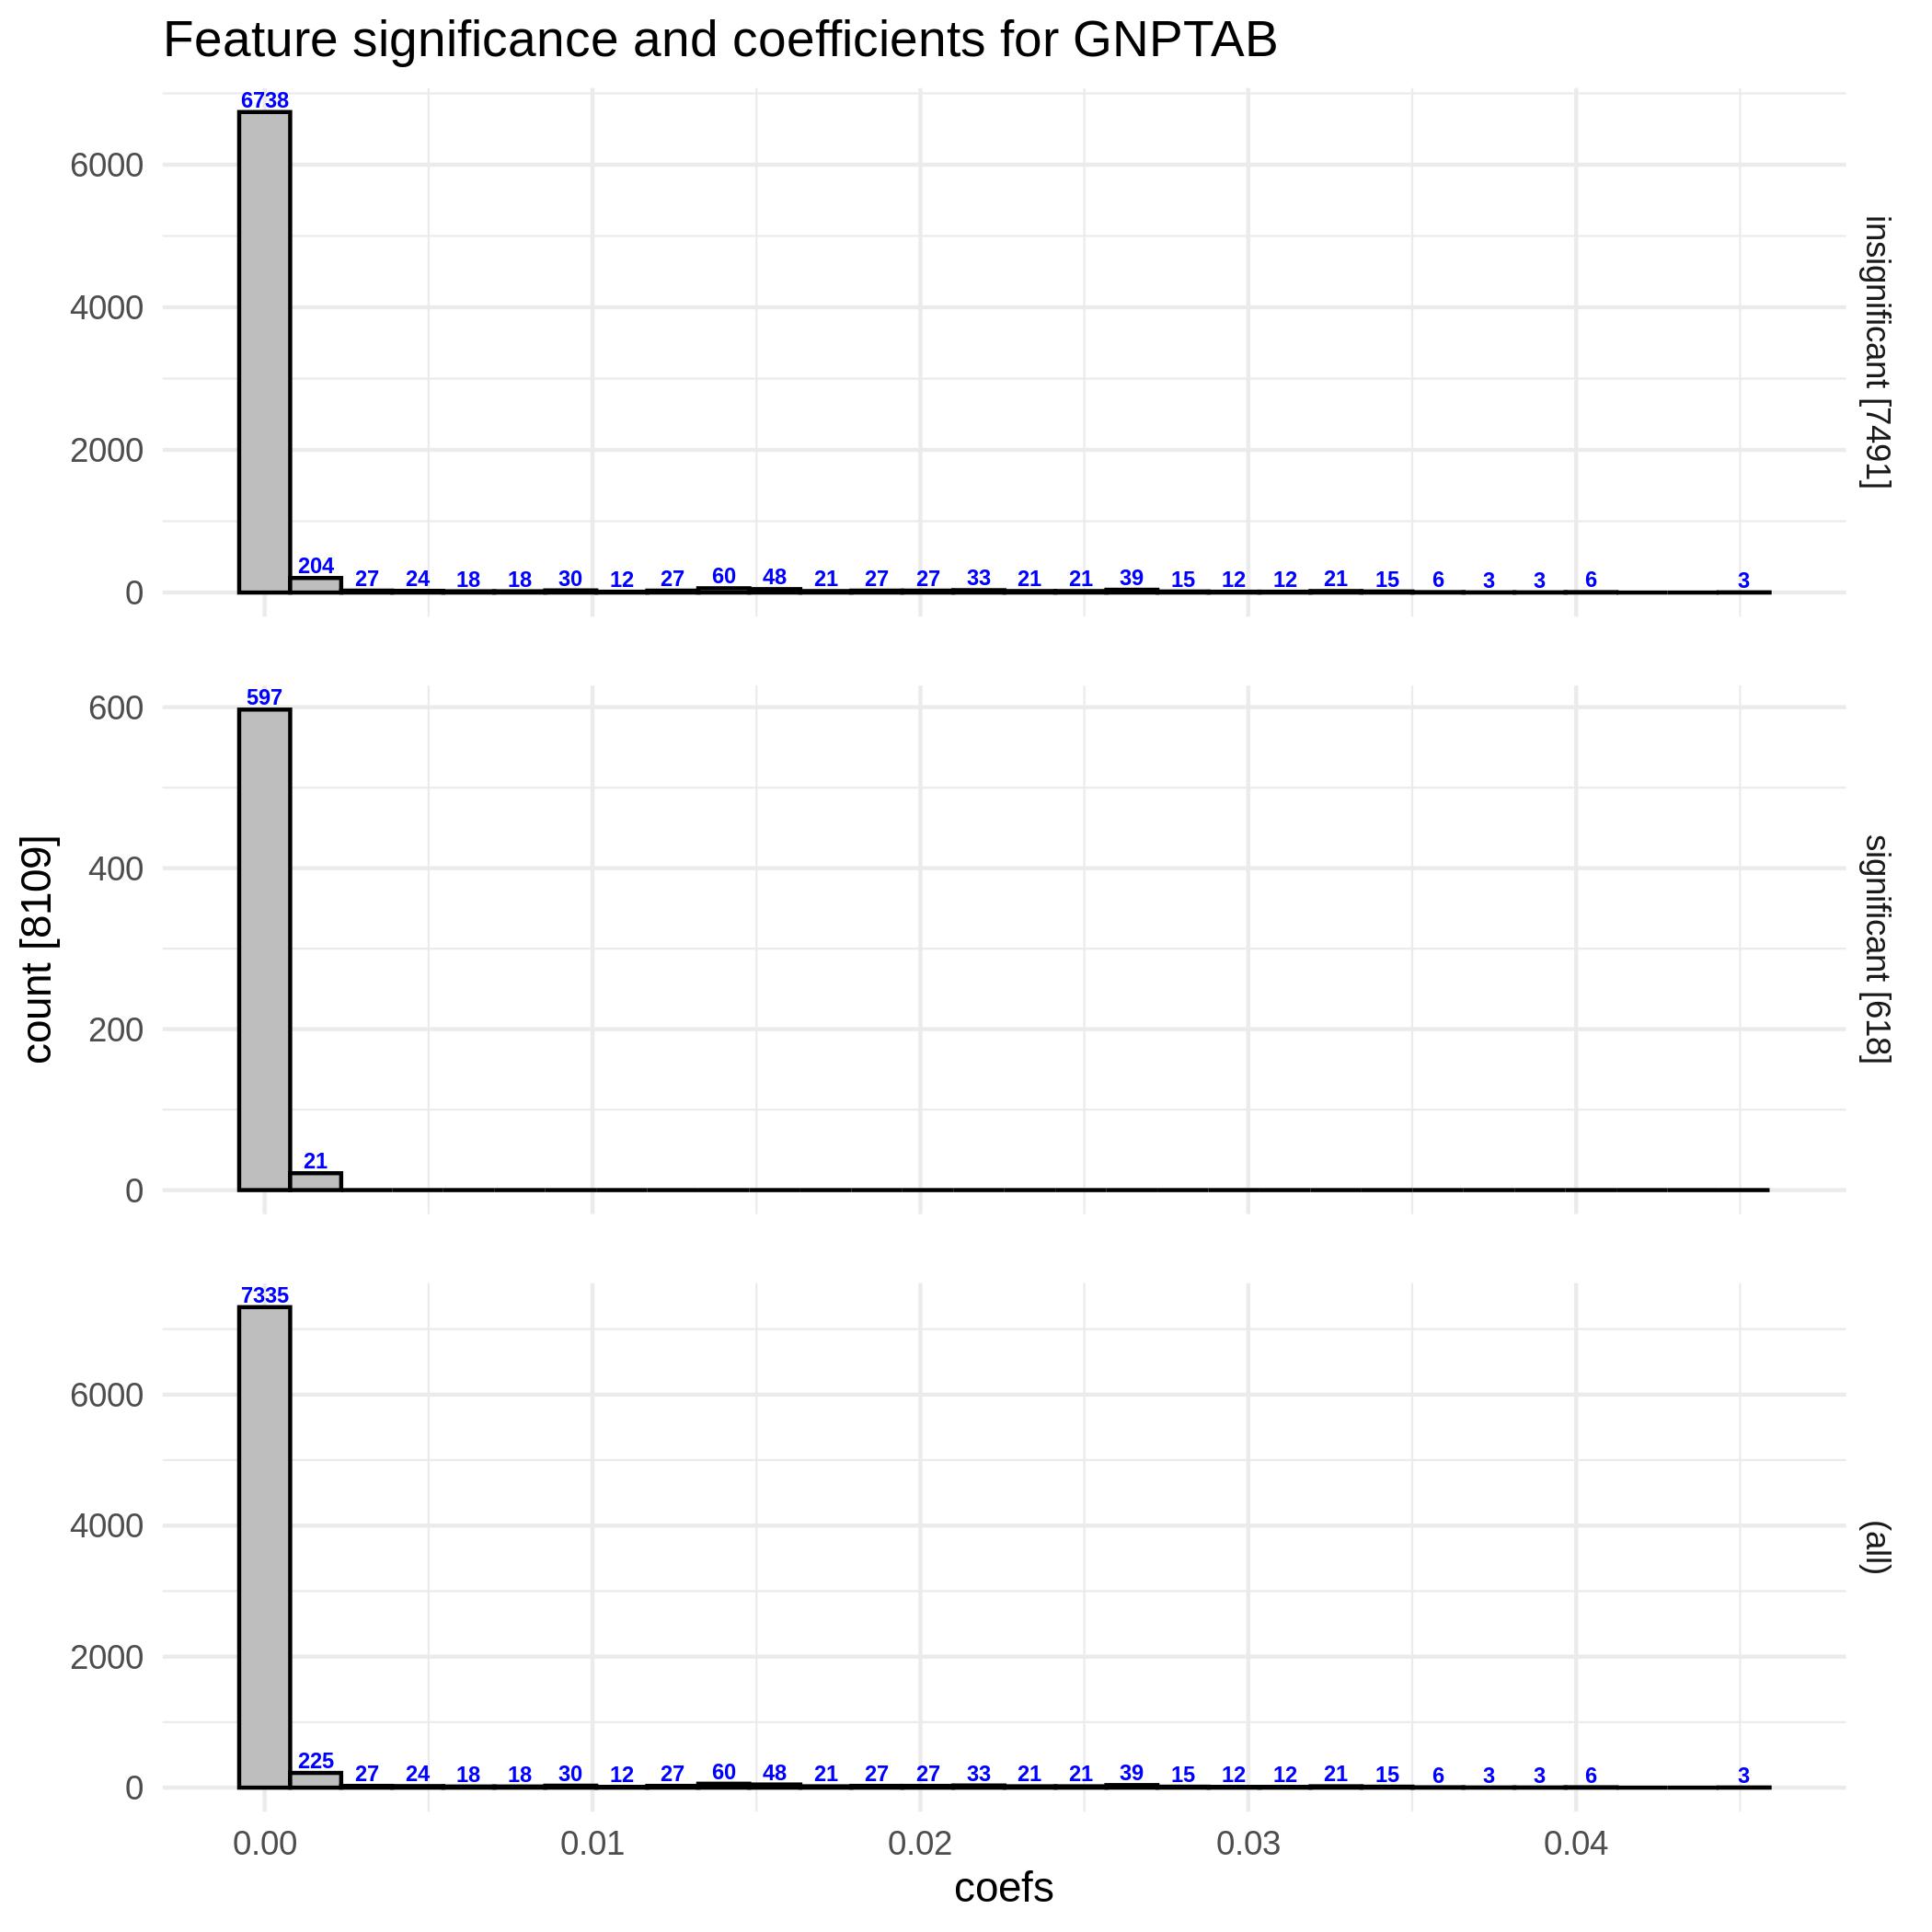 Feature significance and coefficients for GNPTAB
6738
6000
4000
2000
0
204 27 24 18 18 30 12 27 60 48 21 27 27 33 21 21 39 15 12 12 21 15 6 3 3 6 3
insignificant [7491]
597
600
400
200
0
21
significant [618]
count [8109]
7335
6000
4000
2000
0
225 27 24 18 18 30 12 27 60 48 21 27 27 33 21 21 39 15 12 12 21 15 6 3 3 6 3
(all)
0.00 0.01 0.02 0.03 0.04
coefs